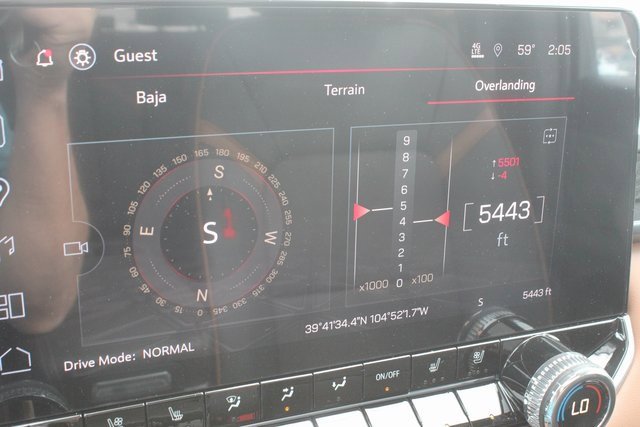 Guest
4G LTE 59° 2:05
Baja Terrain Overlanding
0 15 30 45 60 75 90 105 120 135 150 165 180 195 210 225 240 255 270 285 300 315 330 345
S
E S W
N
9
8
7
6
5
4
3
2
1
0
x1000 x100
↑5501
↓-4
[5443]
ft
39°41'34.4"N 104°52'1.7"W
S 5443 ft
Drive Mode: NORMAL
ON/OFF
LO